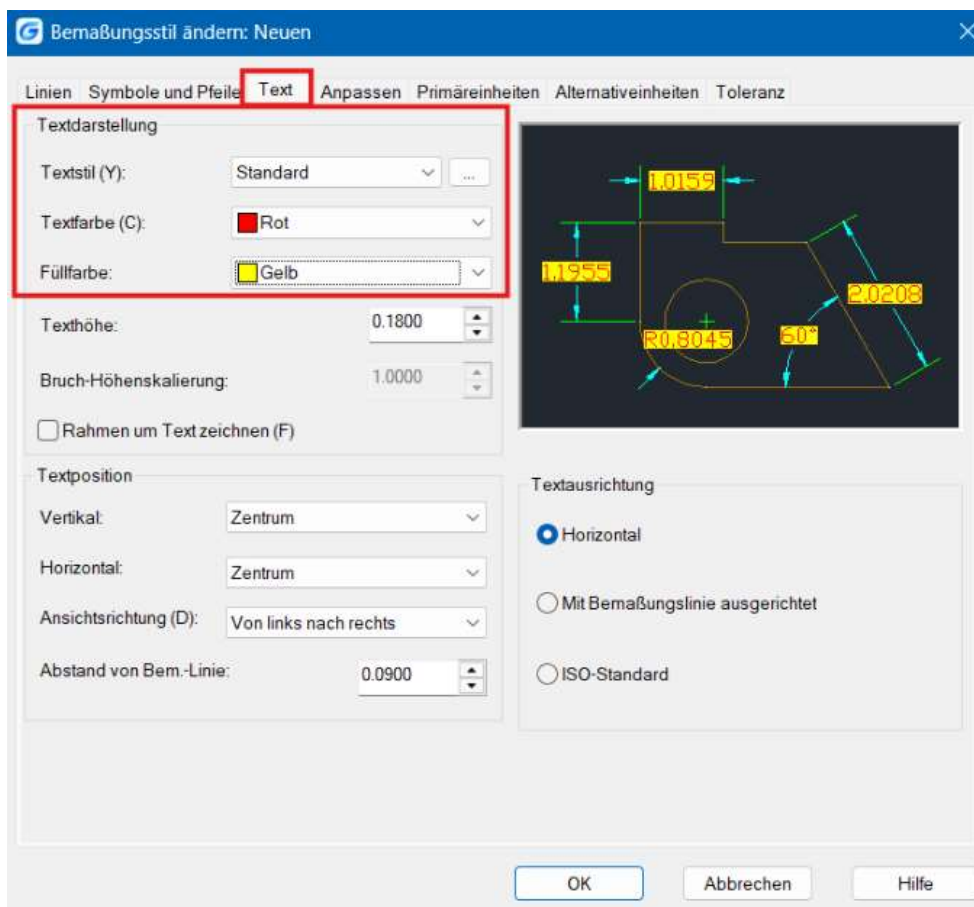 Bemaßungsstil ändern: Neuen
Linien Symbole und Pfeile Text Anpassen Primäreinheiten Alternativeinheiten Toleranz
Textdarstellung
Textstil (Y): Standard ...
Textfarbe (C): Rot
Füllfarbe: Gelb
Texthöhe: 0.1800
Bruch-Höhenskalierung: 1.0000
Rahmen um Text zeichnen (F)
1,0159
1,1955
2,0208
R0,8045
60°
Textposition
Vertikal: Zentrum
Horizontal: Zentrum
Ansichtsrichtung (D): Von links nach rechts
Abstand von Bem.-Linie: 0.0900
Textausrichtung
Horizontal
Mit Bemaßungslinie ausgerichtet
ISO-Standard
OK Abbrechen Hilfe